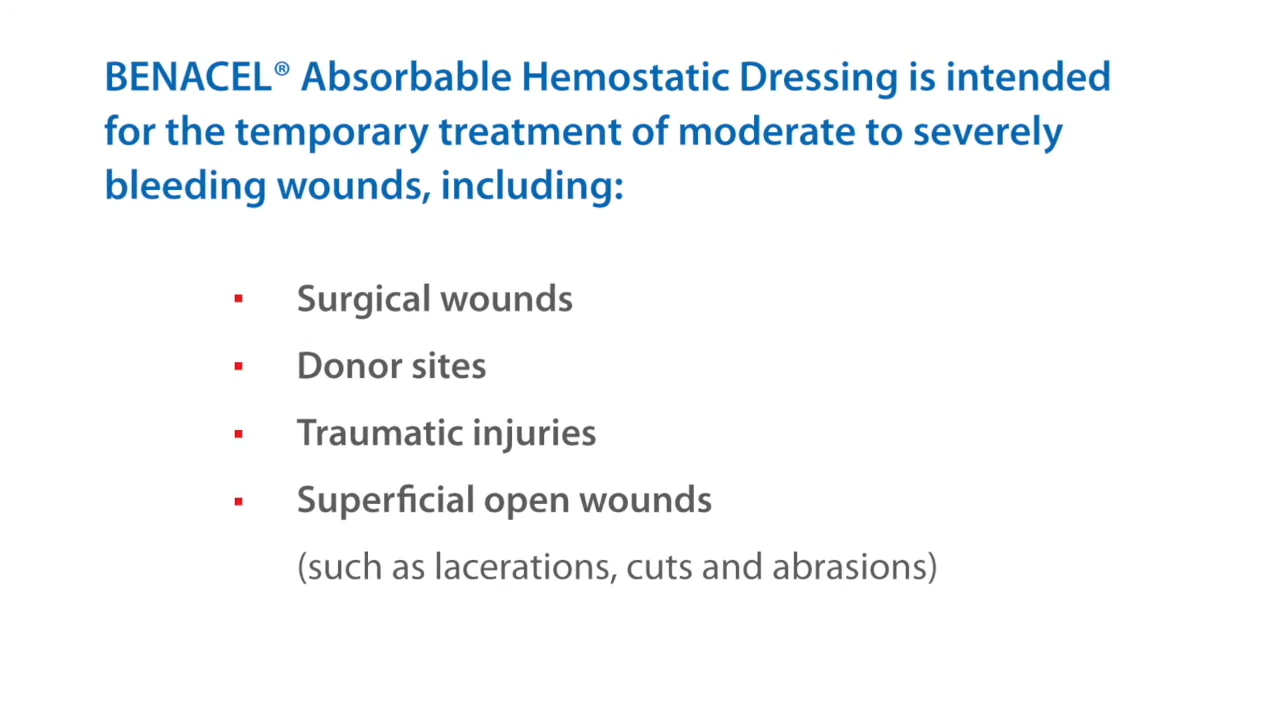 BENACEL® Absorbable Hemostatic Dressing is intended
for the temporary treatment of moderate to severely
bleeding wounds, including:
▪ Surgical wounds
▪ Donor sites
▪ Traumatic injuries
▪ Superficial open wounds
(such as lacerations, cuts and abrasions)